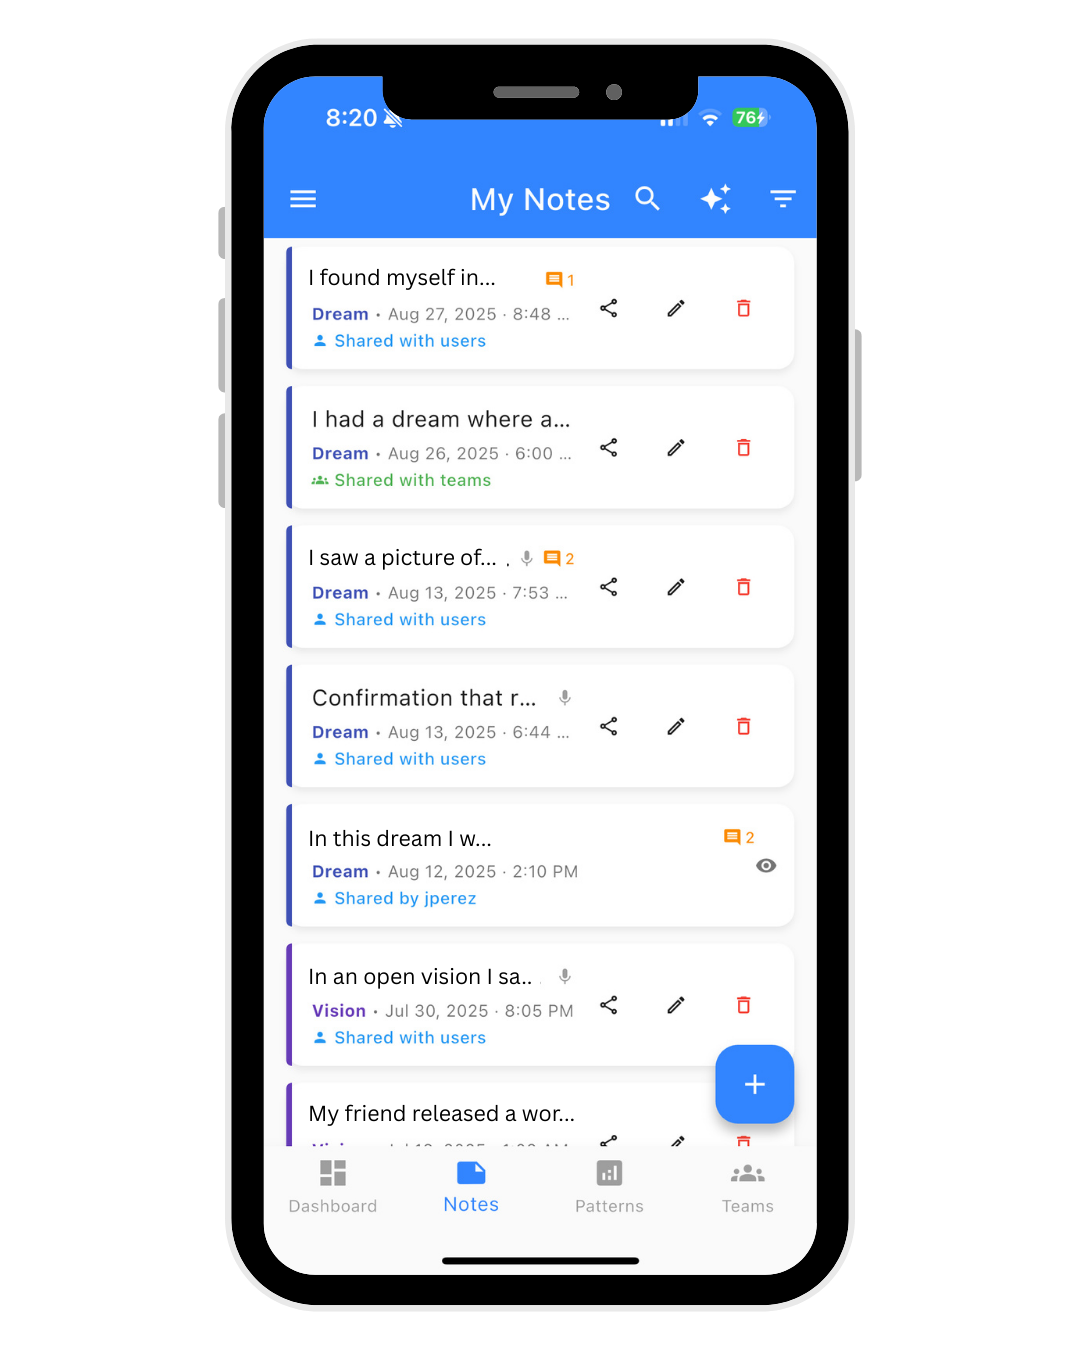 8:20
76
My Notes
I found myself in...
1
Dream • Aug 27, 2025 · 8:48 ...
Shared with users
I had a dream where a...
Dream • Aug 26, 2025 · 6:00 ...
Shared with teams
I saw a picture of... .
2
Dream • Aug 13, 2025 · 7:53 ...
Shared with users
Confirmation that r...
Dream • Aug 13, 2025 · 6:44 ...
Shared with users
In this dream I w...
2
Dream • Aug 12, 2025 · 2:10 PM
Shared by jperez
In an open vision I sa..
Vision • Jul 30, 2025 · 8:05 PM
Shared with users
My friend released a wor...
Dashboard
Notes
Patterns
Teams